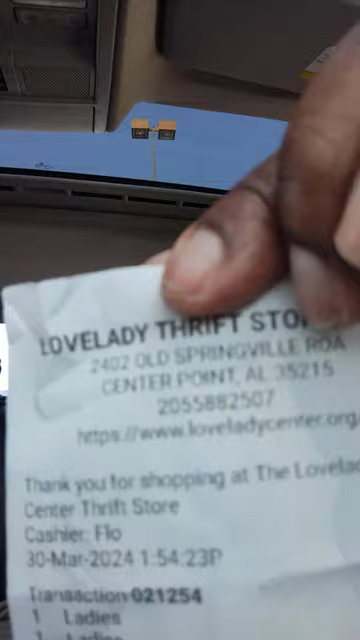 LOVELADY THRIFT STO
2402 OLD SPRINGVILLE ROA
CENTER POINT, AL 35215
2055882507
https://www.loveladycenter.org
Thank you for shopping at The Lovelad
Center Thrift Store
Cashier: Flo
30-Mar-2024 1:54:23P
Transaction 021254
1 Ladies
1 Ladies